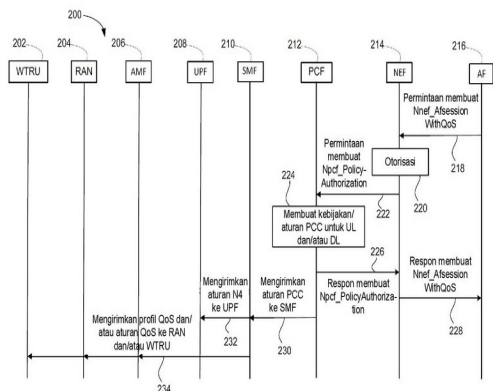 200
202
204
206
208
210
212
214
216
WTRU
RAN
AMF
UPF
SMF
PCF
NEF
AF
Permintaan membuat
Nnef_Afsession
WithQoS
218
Otorisasi
220
Permintaan
membuat
Npcf_Policy-
Authorization
222
224
Membuat kebijakan/
aturan PCC untuk UL
dan/atau DL
226
Respon membuat
Npcf_PolicyAuthoriza-
tion
Respon membuat
Nnef_Afsession
WithQoS
228
Mengirimkan
aturan PCC
ke SMF
230
Mengirimkan
aturan N4
ke UPF
232
Mengirimkan profil QoS dan/
atau aturan QoS ke RAN
dan/atau WTRU
234